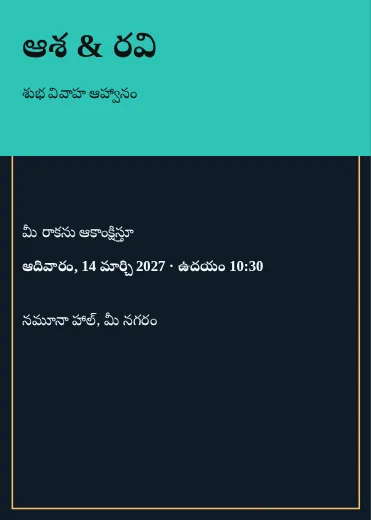 ఆశ & రవి
శుభ వివాహ ఆహ్వానం
మీ రాకను ఆకాంక్షిస్తూ
ఆదివారం, 14 మార్చి 2027 · ఉదయం 10:30
నమూనా హాల్, మీ నగరం